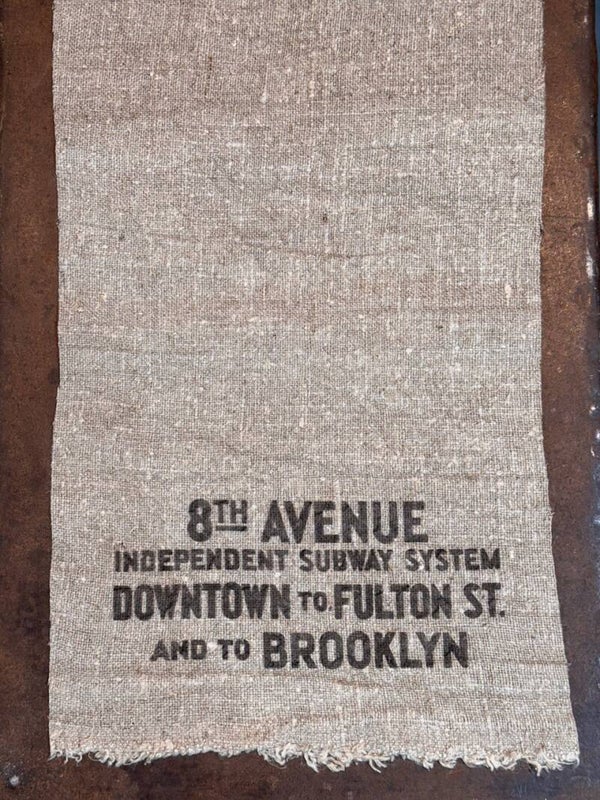 8TH AVENUE
INDEPENDENT SUBWAY SYSTEM
DOWNTOWN TO FULTON ST.
AND TO BROOKLYN